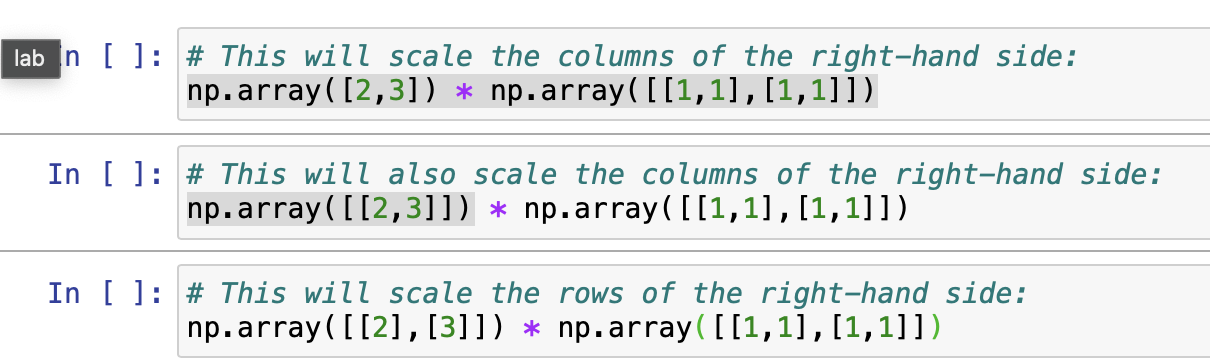 lab
In [ ]: # This will scale the columns of the right-hand side:
np.array([2,3]) * np.array([[1,1],[1,1]])
In [ ]: # This will also scale the columns of the right-hand side:
np.array([[2,3]]) * np.array([[1,1],[1,1]])
In [ ]: # This will scale the rows of the right-hand side:
np.array([[2],[3]]) * np.array([[1,1],[1,1]])